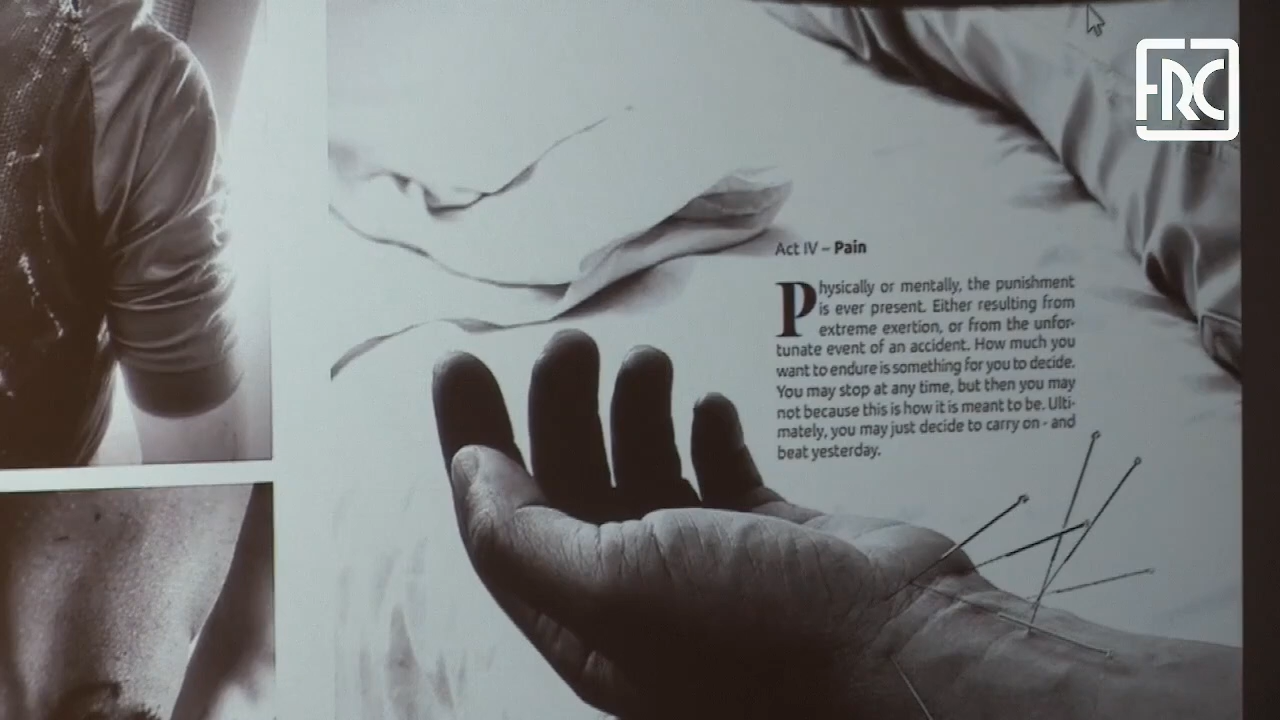 FRC
Act IV – Pain
Physically or mentally, the punishment
is ever present. Either resulting from
extreme exertion, or from the unfor-
tunate event of an accident. How much you
want to endure is something for you to decide.
You may stop at any time, but then you may
not because this is how it is meant to be. Ulti-
mately, you may just decide to carry on - and
beat yesterday.